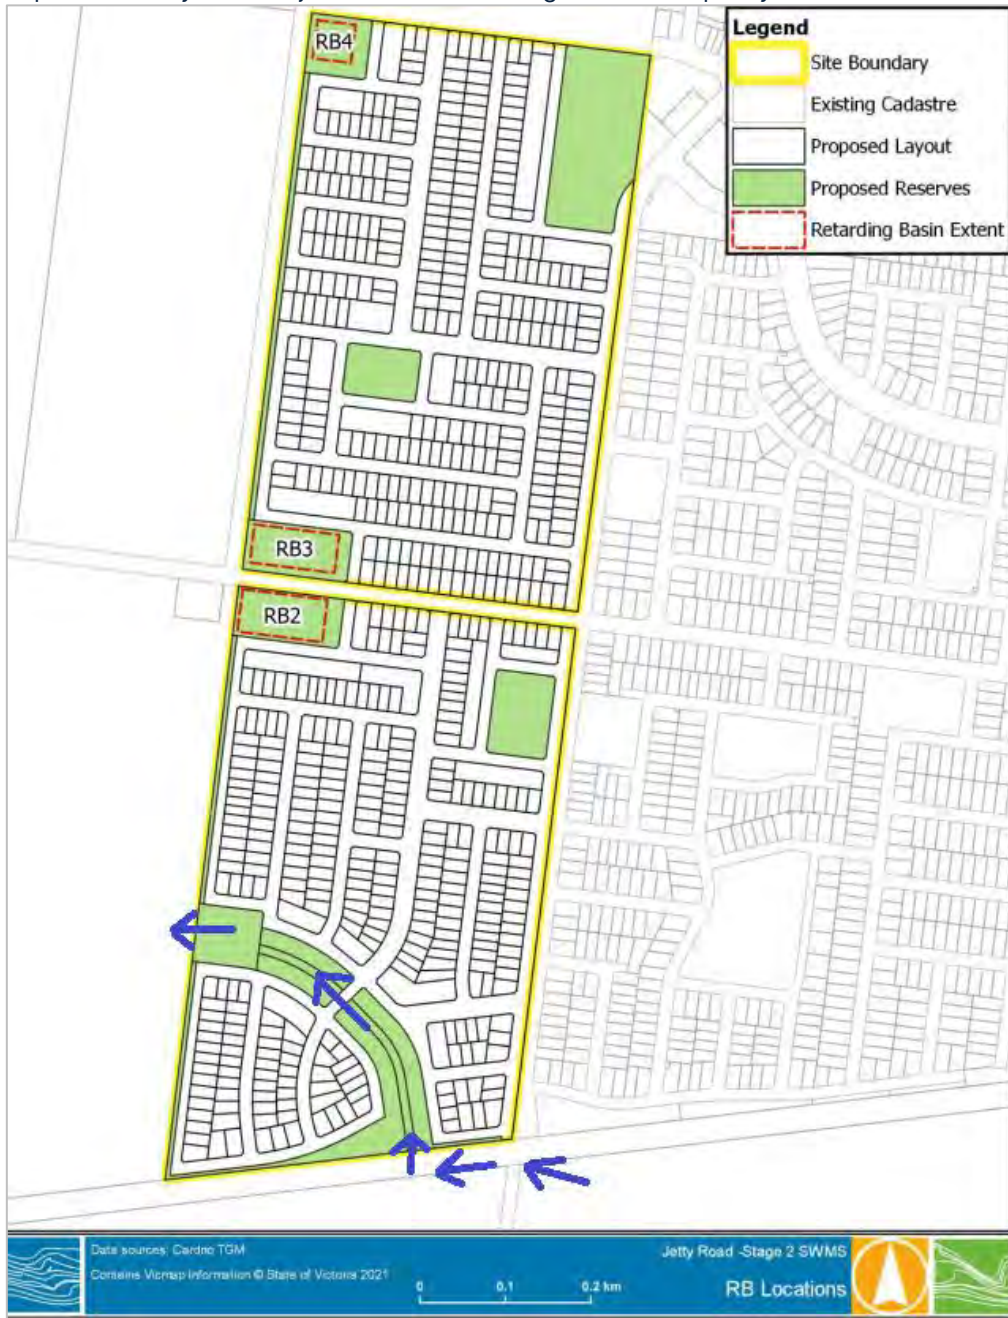 RB4
Legend
Site Boundary
Existing Cadastre
Proposed Layout
Proposed Reserves
Retarding Basin Extent
RB3
RB2
Data sources: Cardno TGM
Contains Vicmap Information © State of Victoria 2021
0 0.1 0.2 km
Jetty Road -Stage 2 SWMS
RB Locations